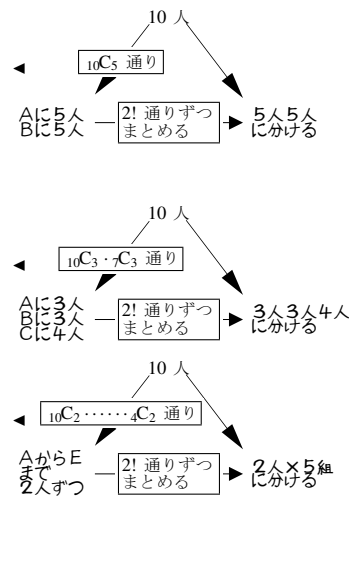 10 人
₁₀C₅ 通り
Aに5人
Bに5人
2! 通りずつ
まとめる
5人5人
に分ける
10 人
₁₀C₃・₇C₃ 通り
Aに3人
Bに3人
Cに4人
2! 通りずつ
まとめる
3人3人4人
に分ける
10 人
₁₀C₂ ‥‥‥ ₄C₂ 通り
AからE
まで
2人ずつ
2! 通りずつ
まとめる
2人×5組
に分ける